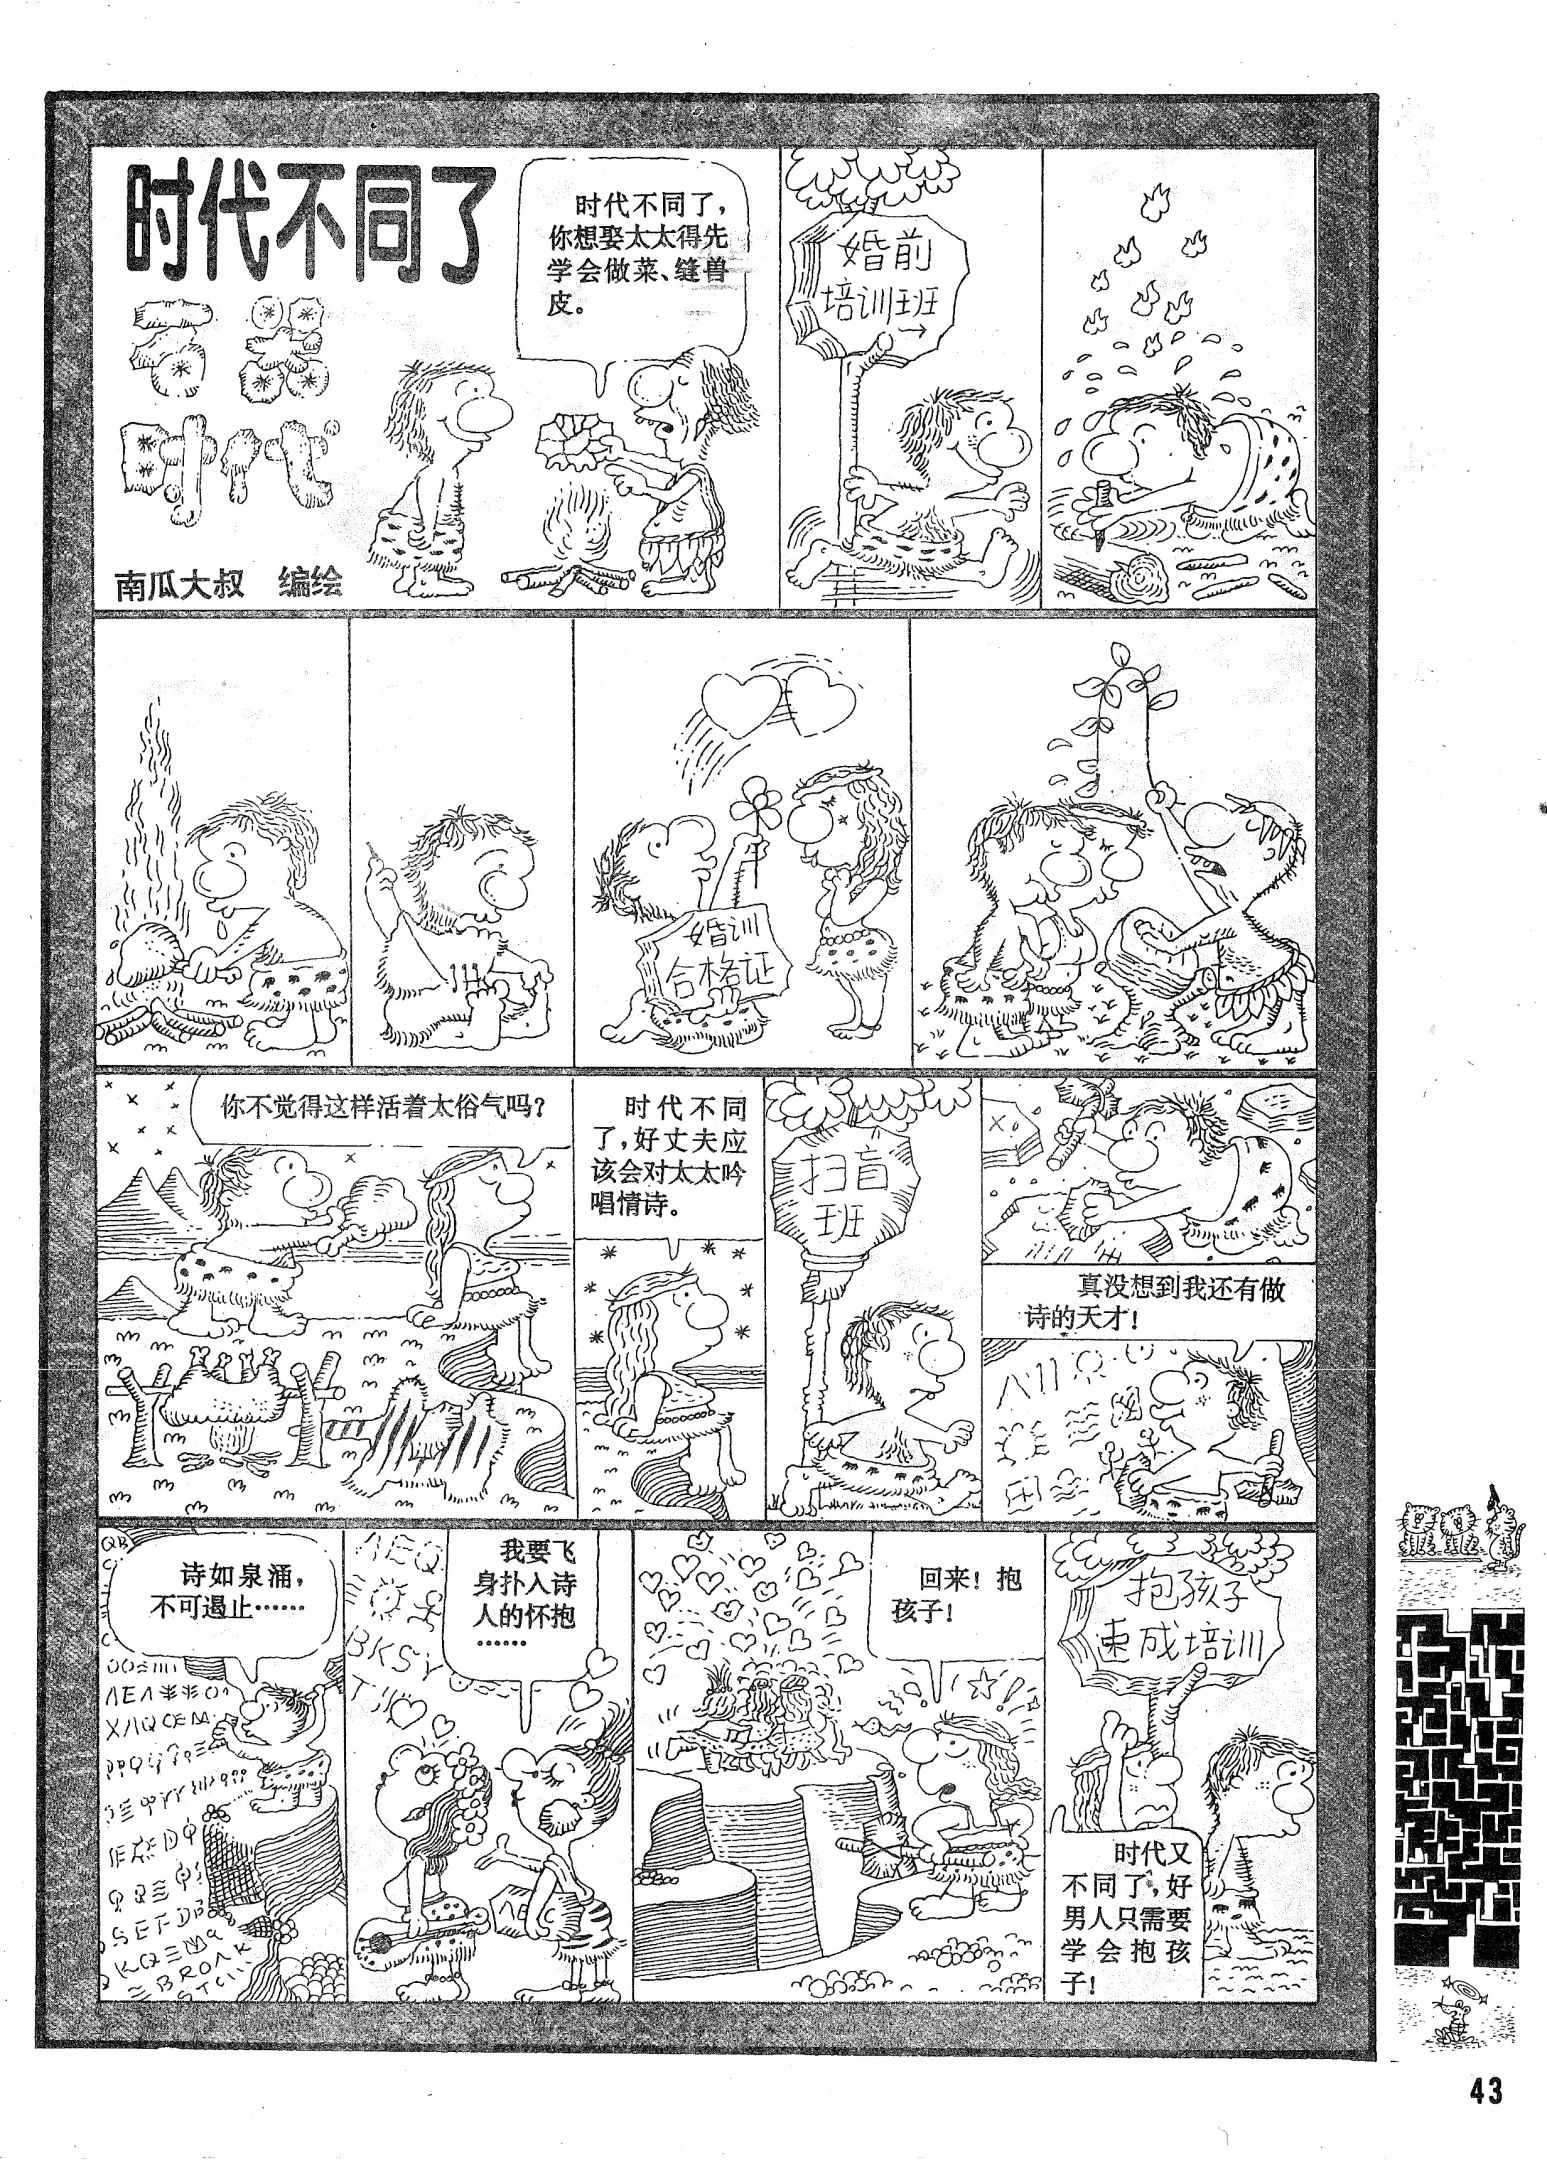 时代不同了
石器
时代
南瓜大叔 编绘
时代不同了，
你想娶太太得先
学会做菜、缝兽
皮。
婚前
培训班
→
婚训
合格证
你不觉得这样活着太俗气吗？
时代不同
了，好丈夫应
该会对太太吟
唱情诗。
扫盲
班
真没想到我还有做
诗的天才！
诗如泉涌，
不可遏止……
我要飞
身扑入诗
人的怀抱
……
ΛEQ
BKSY
回来！抱
孩子！
抱孩子
速成培训
时代又
不同了，好
男人只需要
学会抱孩
子！
43